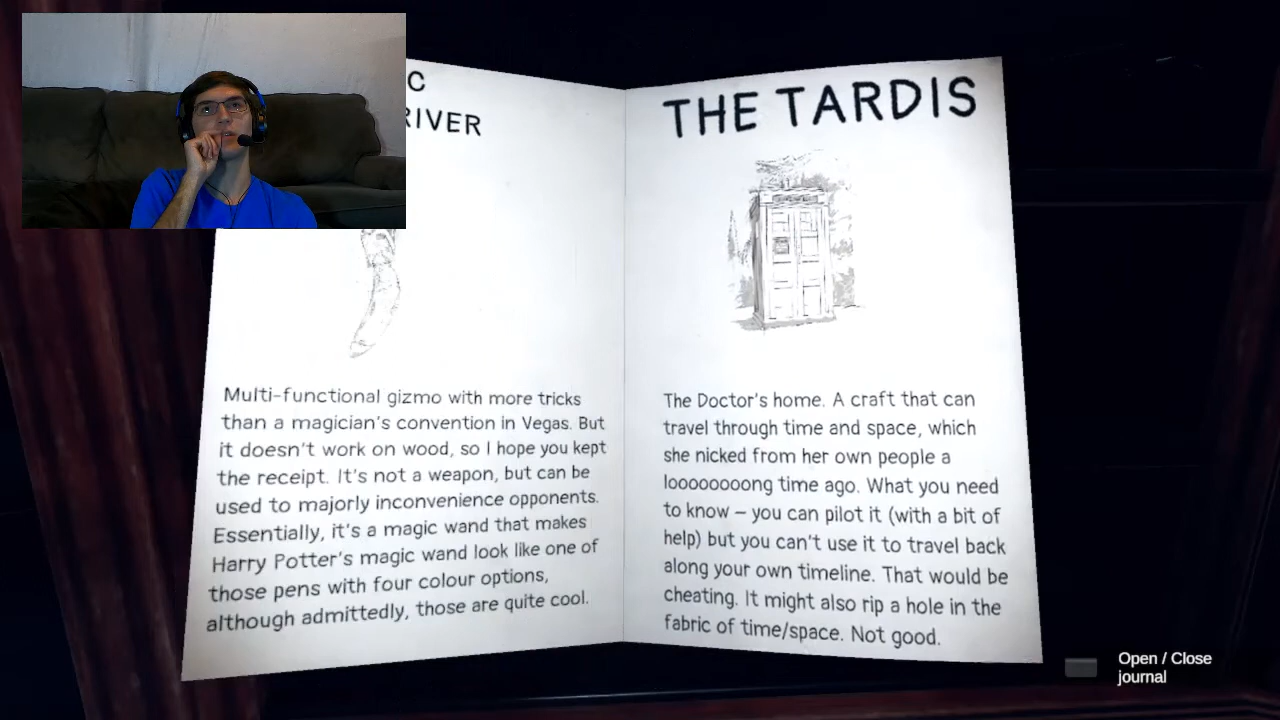 C
RIVER
Multi-functional gizmo with more tricks
than a magician's convention in Vegas. But
it doesn't work on wood, so I hope you kept
the receipt. It's not a weapon, but can be
used to majorly inconvenience opponents.
Essentially, it's a magic wand that makes
Harry Potter's magic wand look like one of
those pens with four colour options,
although admittedly, those are quite cool.
THE TARDIS
The Doctor's home. A craft that can
travel through time and space, which
she nicked from her own people a
looooooong time ago. What you need
to know – you can pilot it (with a bit of
help) but you can't use it to travel back
along your own timeline. That would be
cheating. It might also rip a hole in the
fabric of time/space. Not good.
Open / Close
journal